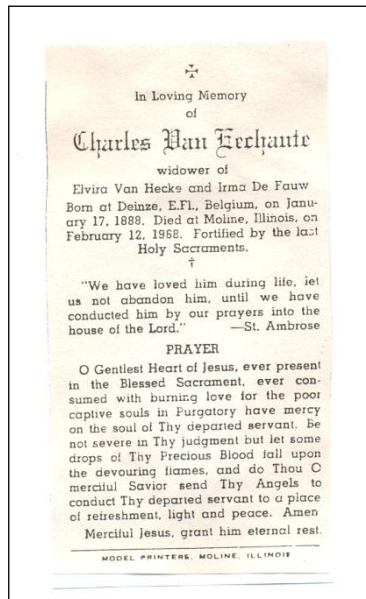 In Loving Memory
of
Charles Van Eechaute
widower of
Elvira Van Hecke and Irma De Fauw
Born at Deinze, E.Fl., Belgium, on Janu-
ary 17, 1888. Died at Moline, Illinois, on
February 12, 1968. Fortified by the last
Holy Sacraments.
†
"We have loved him during life, let
us not abandon him, until we have
conducted him by our prayers into the
house of the Lord." —St. Ambrose
PRAYER
O Gentlest Heart of Jesus, ever present
in the Blessed Sacrament, ever con-
sumed with burning love for the poor
captive souls in Purgatory have mercy
on the soul of Thy departed servant. Be
not severe in Thy judgment but let some
drops of Thy Precious Blood fall upon
the devouring flames, and do Thou O
merciful Savior send Thy Angels to
conduct Thy departed servant to a place
of refreshment, light and peace. Amen
Merciful Jesus, grant him eternal rest.
MODEL PRINTERS, MOLINE, ILLINOIS